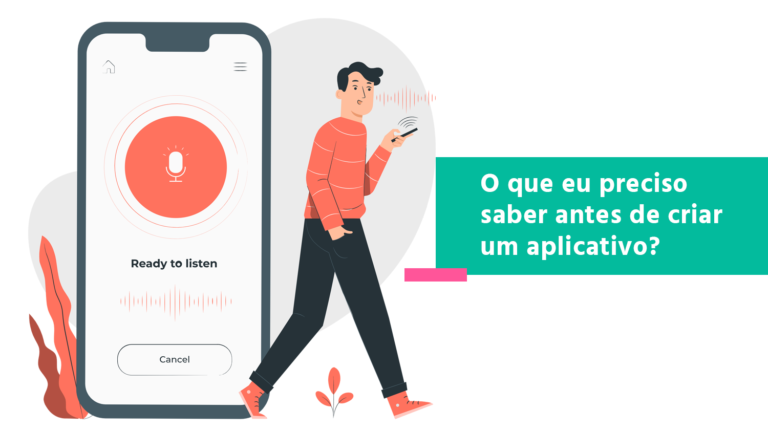 Ready to listen
Cancel
O que eu preciso
saber antes de criar
um aplicativo?